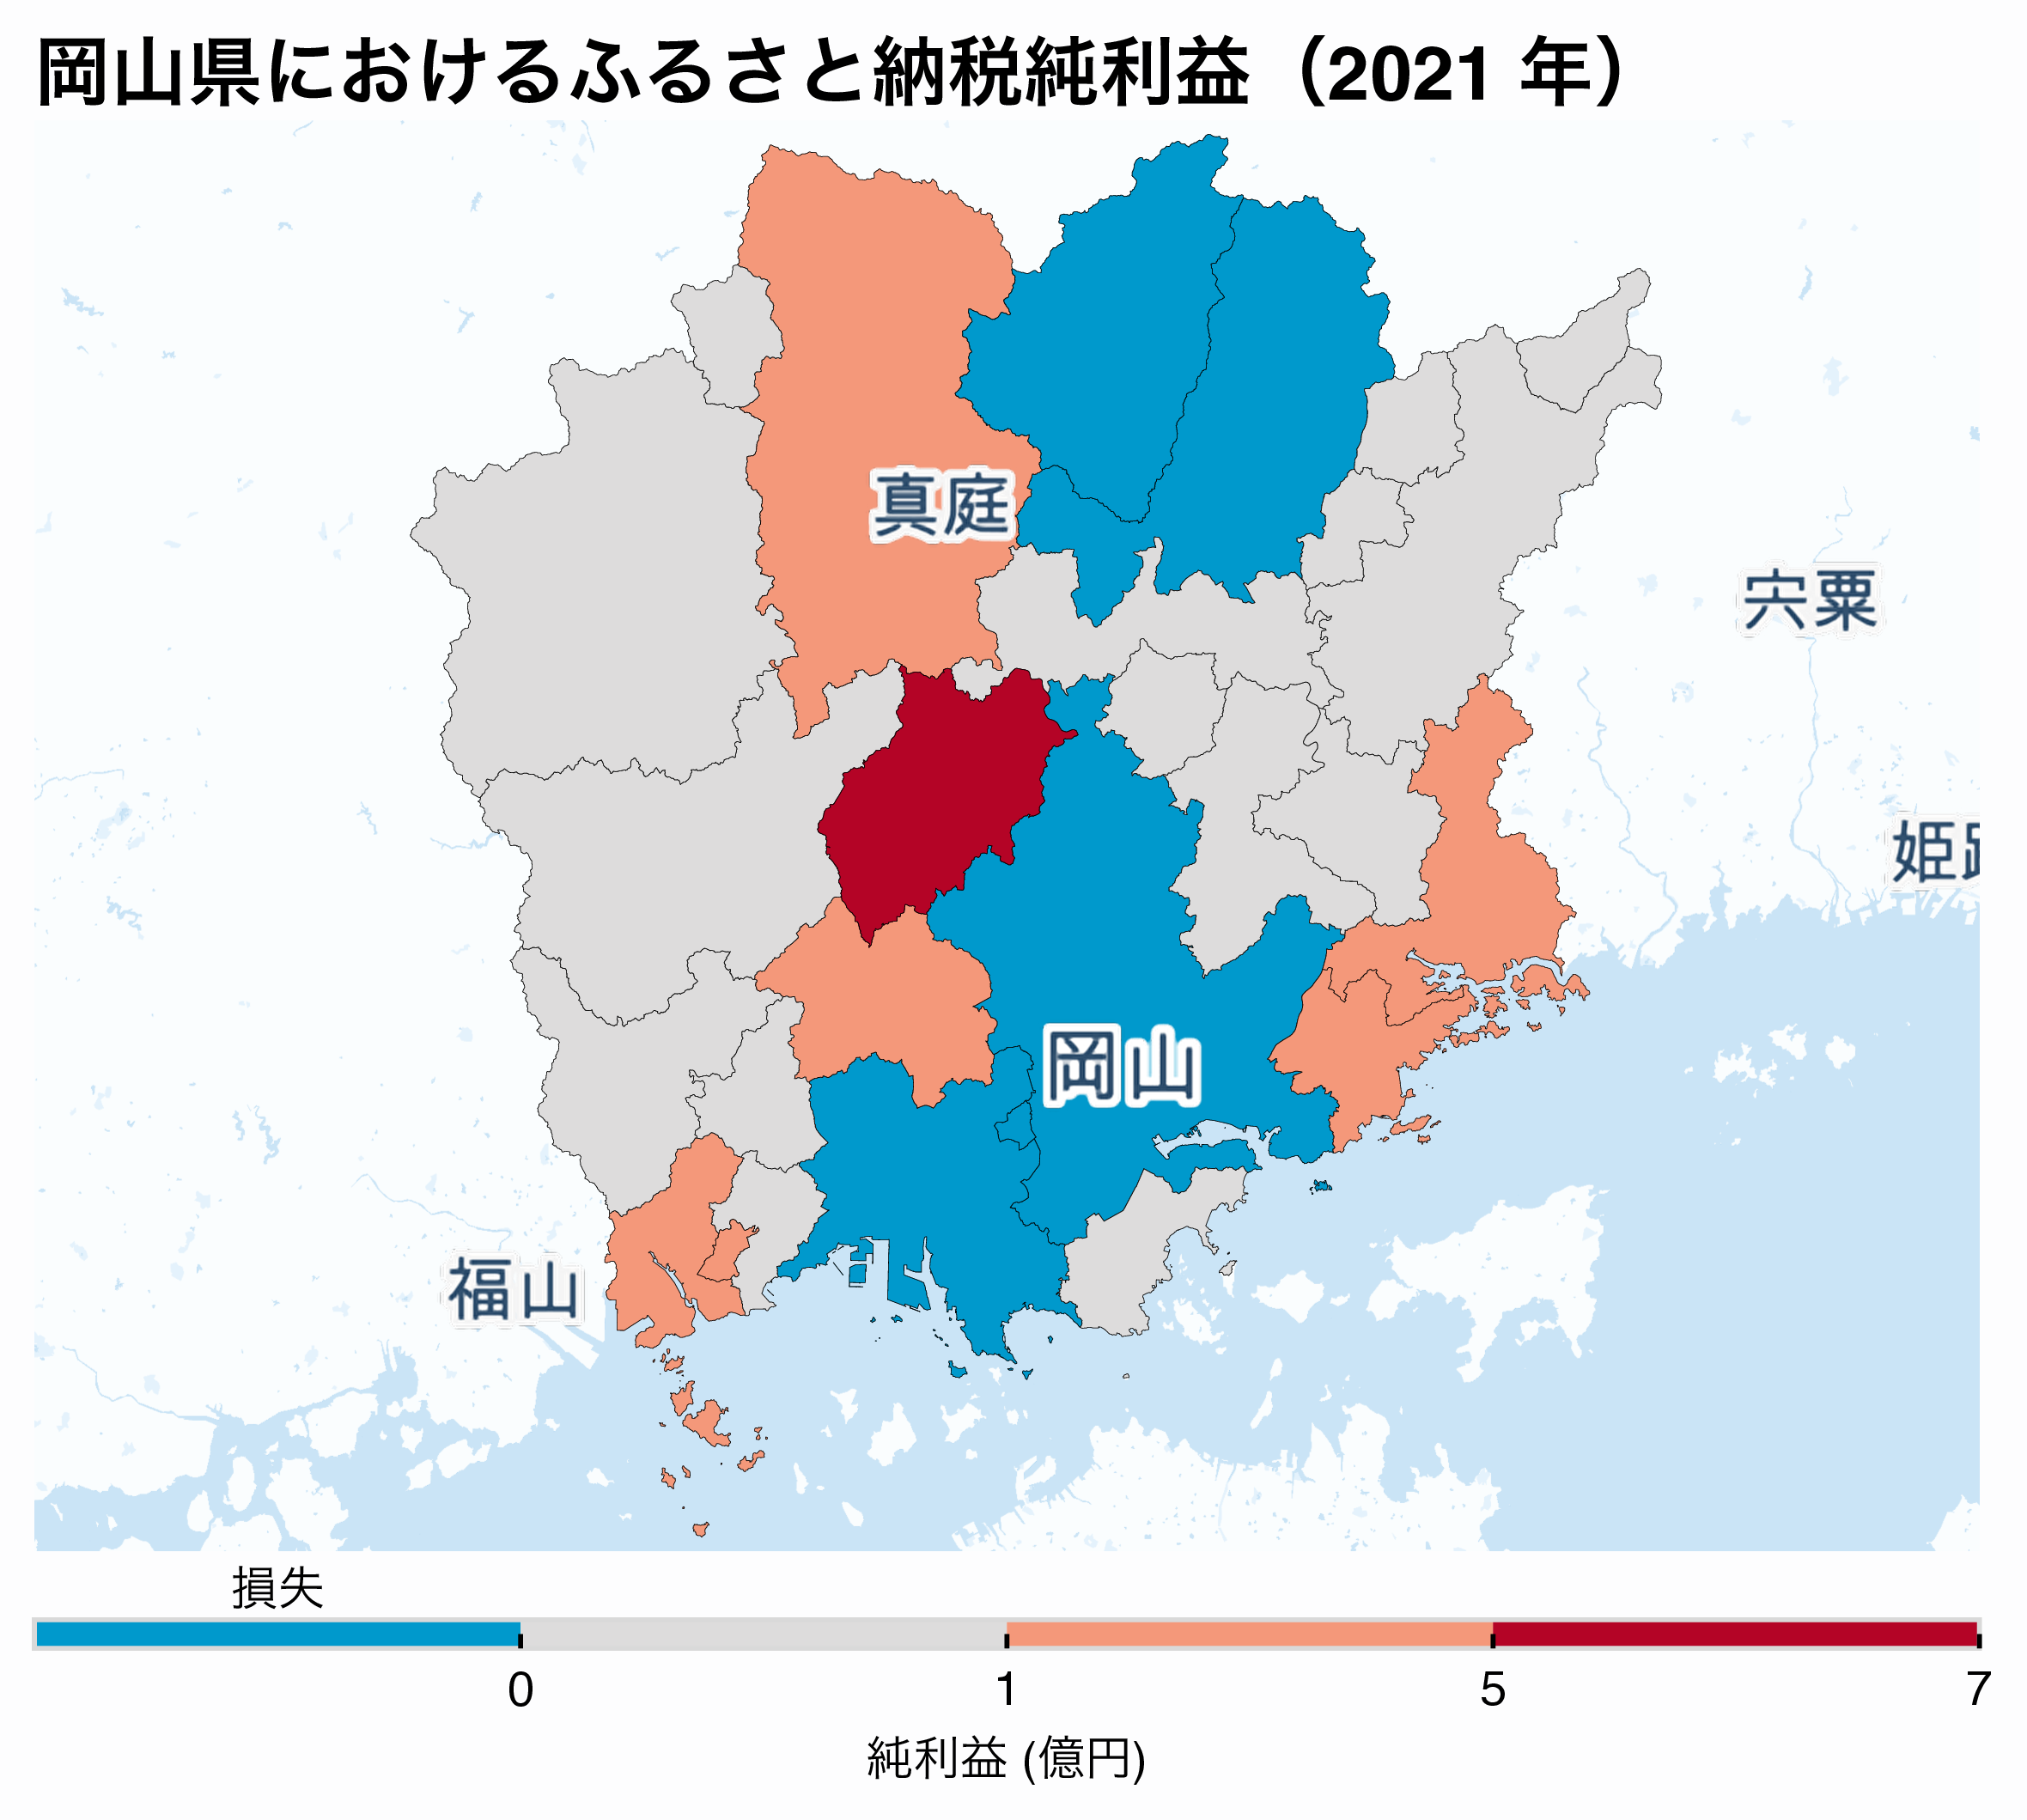 岡山県におけるふるさと納税純利益（2021 年）
真庭
宍粟
姫路
岡山
福山
損失
0 1 5 7
純利益 (億円)